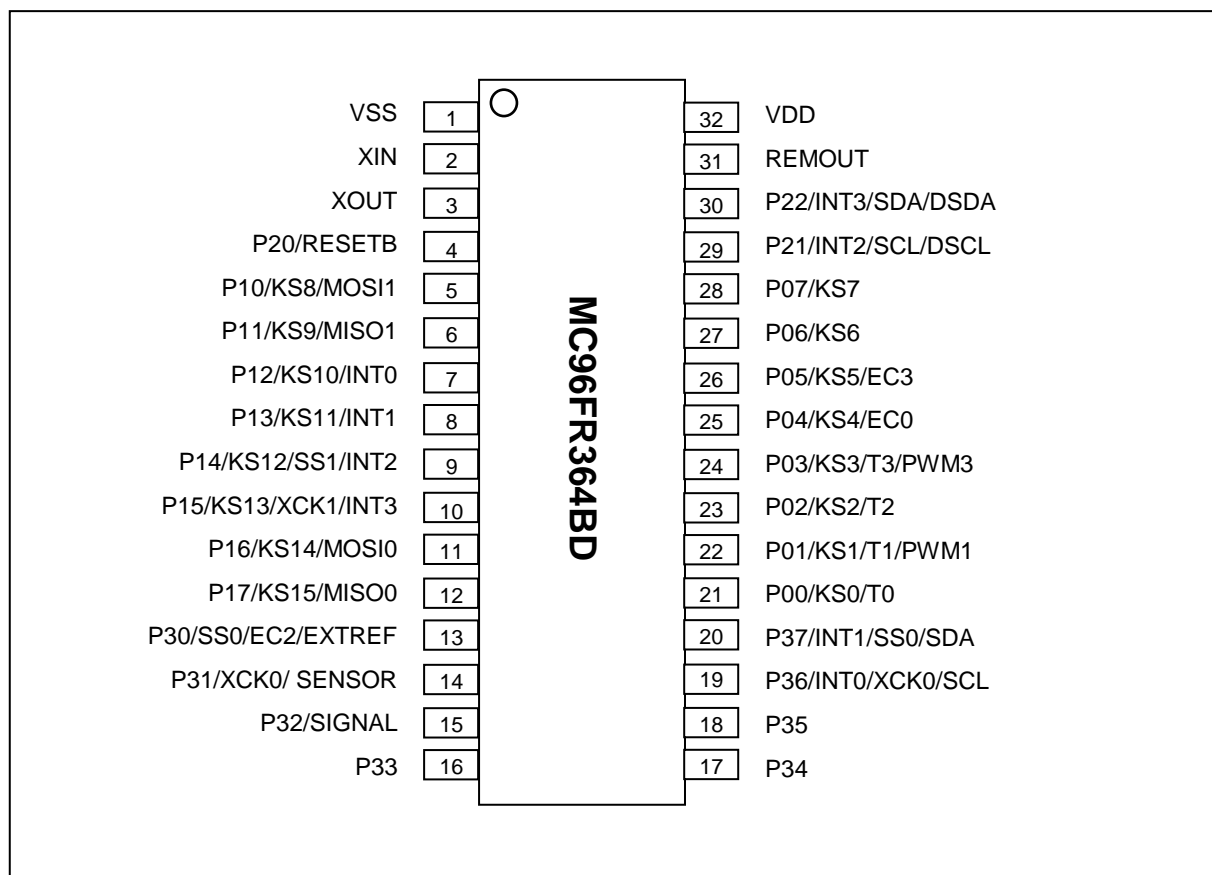 VSS 1 32 VDD
XIN 2 31 REMOUT
XOUT 3 30 P22/INT3/SDA/DSDA
P20/RESETB 4 29 P21/INT2/SCL/DSCL
P10/KS8/MOSI1 5 28 P07/KS7
P11/KS9/MISO1 6 27 P06/KS6
P12/KS10/INT0 7 26 P05/KS5/EC3
P13/KS11/INT1 8 25 P04/KS4/EC0
P14/KS12/SS1/INT2 9 24 P03/KS3/T3/PWM3
P15/KS13/XCK1/INT3 10 23 P02/KS2/T2
P16/KS14/MOSI0 11 22 P01/KS1/T1/PWM1
P17/KS15/MISO0 12 21 P00/KS0/T0
P30/SS0/EC2/EXTREF 13 20 P37/INT1/SS0/SDA
P31/XCK0/ SENSOR 14 19 P36/INT0/XCK0/SCL
P32/SIGNAL 15 18 P35
P33 16 17 P34
MC96FR364BD